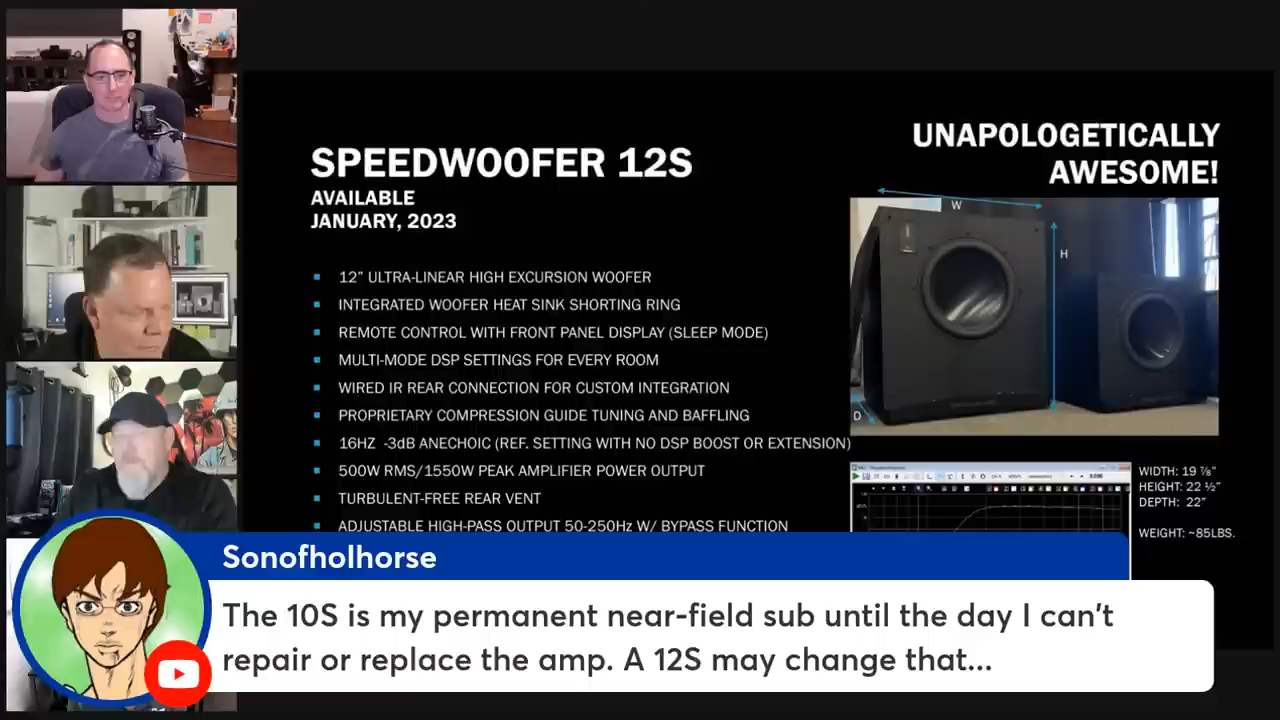 UNAPOLOGETICALLY
AWESOME!
SPEEDWOOFER 12S
AVAILABLE
JANUARY, 2023
12” ULTRA-LINEAR HIGH EXCURSION WOOFER
INTEGRATED WOOFER HEAT SINK SHORTING RING
REMOTE CONTROL WITH FRONT PANEL DISPLAY (SLEEP MODE)
MULTI-MODE DSP SETTINGS FOR EVERY ROOM
WIRED IR REAR CONNECTION FOR CUSTOM INTEGRATION
PROPRIETARY COMPRESSION GUIDE TUNING AND BAFFLING
16HZ -3dB ANECHOIC (REF. SETTING WITH NO DSP BOOST OR EXTENSION)
500W RMS/1550W PEAK AMPLIFIER POWER OUTPUT
TURBULENT-FREE REAR VENT
ADJUSTABLE HIGH-PASS OUTPUT 50-250Hz W/ BYPASS FUNCTION
W
H
D
WIDTH: 19 ⅞”
HEIGHT: 22 ½”
DEPTH: 22”
WEIGHT: ~85LBS.
Sonofholhorse
The 10S is my permanent near-field sub until the day I can't
repair or replace the amp. A 12S may change that...